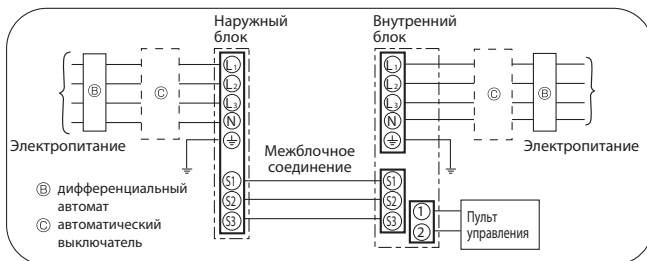 Наружный
блок
Внутренний
блок
L1
L2
L3
N
S1
S2
S3
L1
L2
L3
N
S1
S2
S3
1
2
B
C
C
B
Электропитание
Электропитание
Межблочное
соединение
Пульт
управления
B дифференциальный
автомат
C автоматический
выключатель